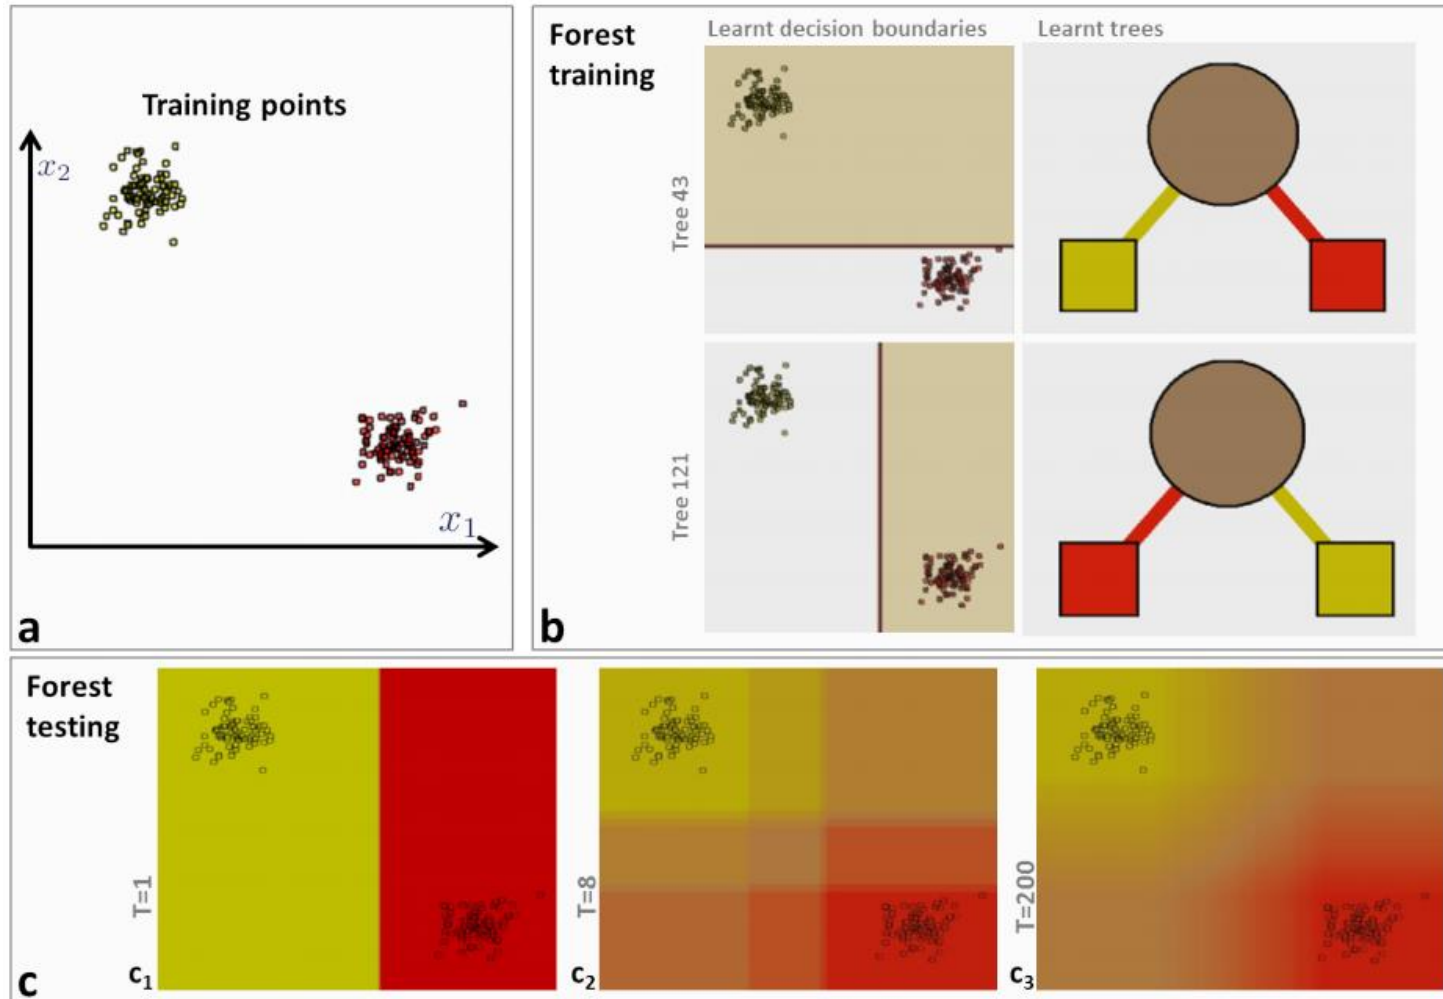 Training points
x₂
x₁
a
Forest
training
Learnt decision boundaries
Learnt trees
Tree 43
Tree 121
b
Forest
testing
T=1
c₁
T=8
c₂
T=200
c₃
c